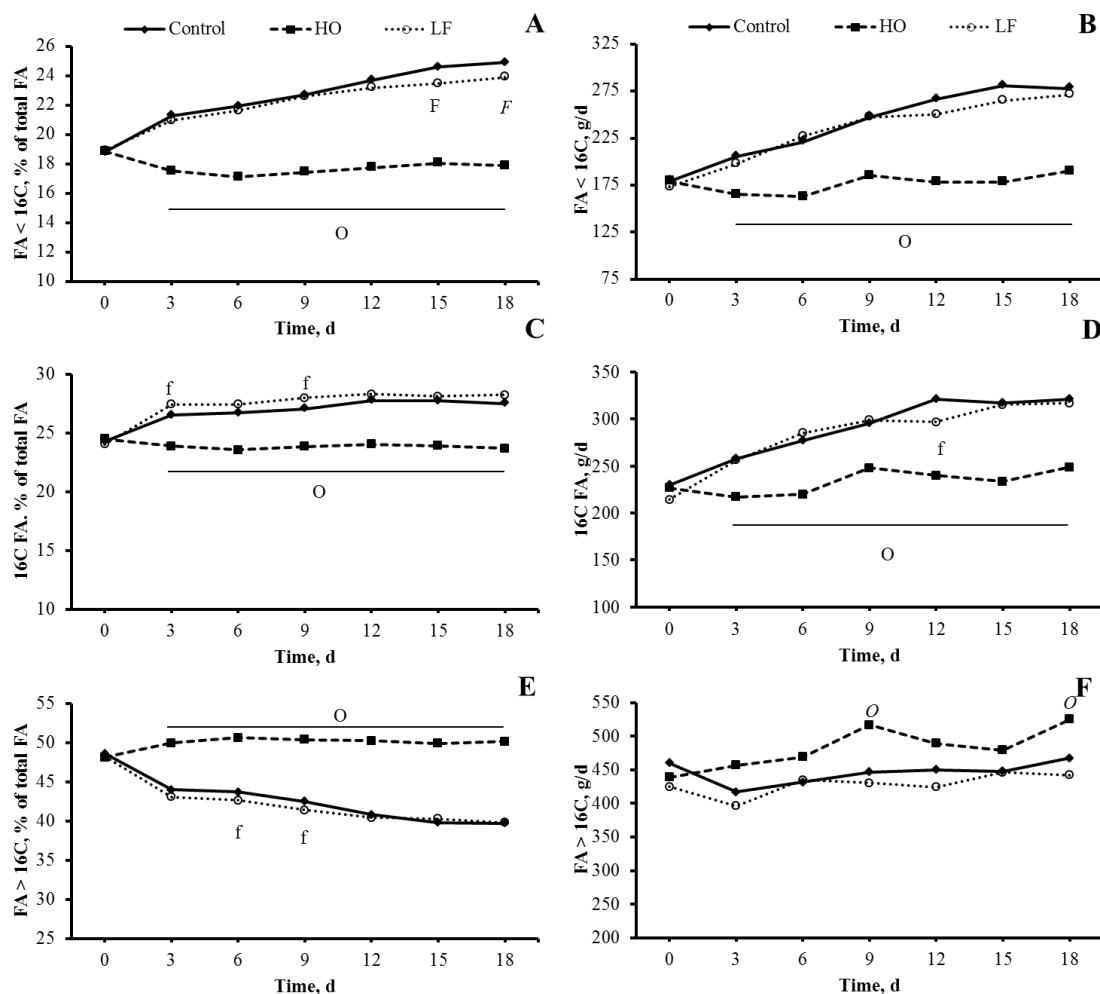 A
Control HO LF
FA < 16C, % of total FA
26
24
22
20
18
16
14
12
10
F
F
O
0 3 6 9 12 15 18
Time, d
B
Control HO LF
FA < 16C, g/d
325
275
225
175
125
75
O
0 3 6 9 12 15 18
Time, d
C
16C FA. % of total FA
30
25
20
15
10
f
f
O
0 3 6 9 12 15 18
Time, d
D
16C FA, g/d
350
300
250
200
150
100
f
O
0 3 6 9 12 15 18
Time, d
E
FA > 16C, % of total FA
55
50
45
40
35
30
25
O
f
f
0 3 6 9 12 15 18
Time, d
F
FA > 16C, g/d
550
500
450
400
350
300
250
200
O
O
0 3 6 9 12 15 18
Time, d